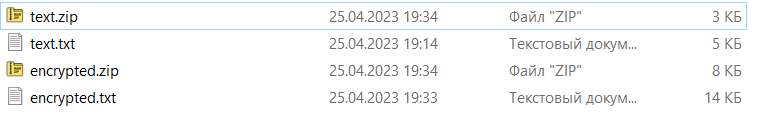 text.zip 25.04.2023 19:34 Файл "ZIP" 3 КБ
text.txt 25.04.2023 19:14 Текстовый докум... 5 КБ
encrypted.zip 25.04.2023 19:34 Файл "ZIP" 8 КБ
encrypted.txt 25.04.2023 19:33 Текстовый докум... 14 КБ